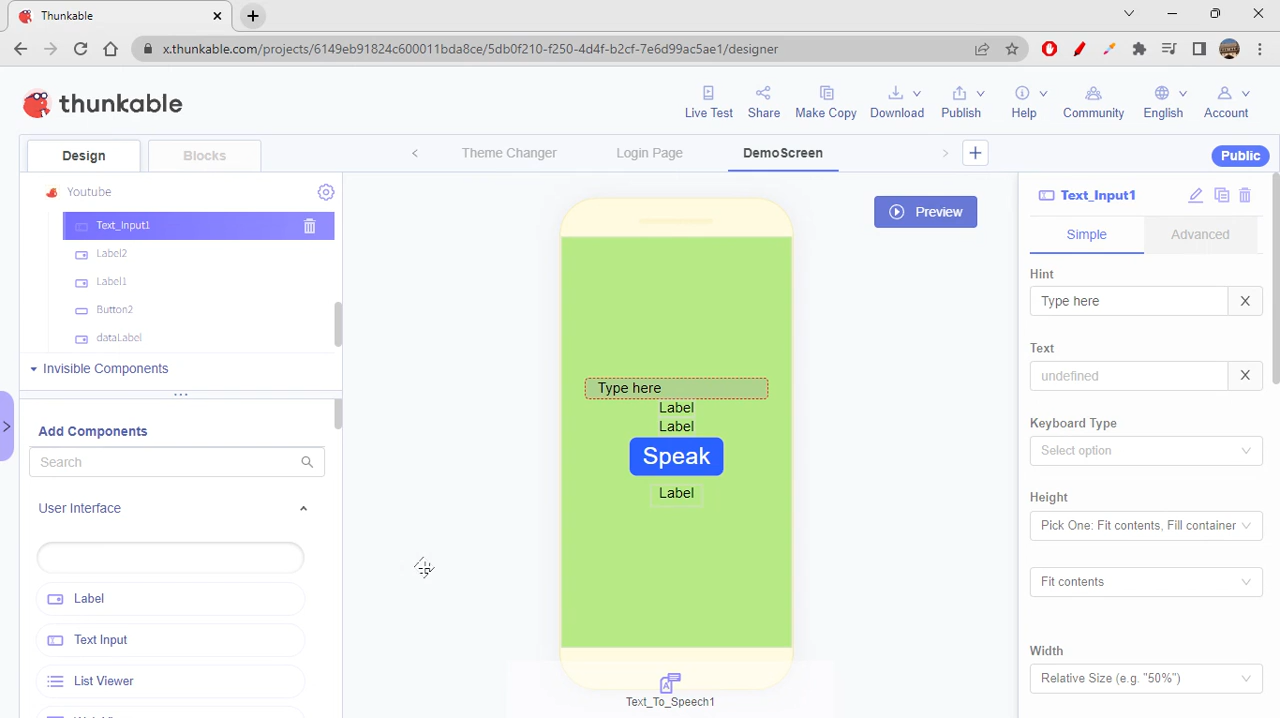 Thunkable
x.thunkable.com/projects/6149eb91824c600011bda8ce/5db0f210-f250-4d4f-b2cf-7e6d99ac5ae1/designer
thunkable
Live Test
Share
Make Copy
Download
Publish
Help
Community
English
Account
Design
Blocks
Theme Changer
Login Page
DemoScreen
Public
Youtube
Text_Input1
Label2
Label1
Button2
dataLabel
Invisible Components
Add Components
Search
User Interface
Label
Text Input
List Viewer
Preview
Type here
Label
Label
Speak
Label
Text_To_Speech1
Text_Input1
Simple
Advanced
Hint
Type here
X
Text
undefined
X
Keyboard Type
Select option
Height
Pick One: Fit contents, Fill container
Fit contents
Width
Relative Size (e.g. "50%")